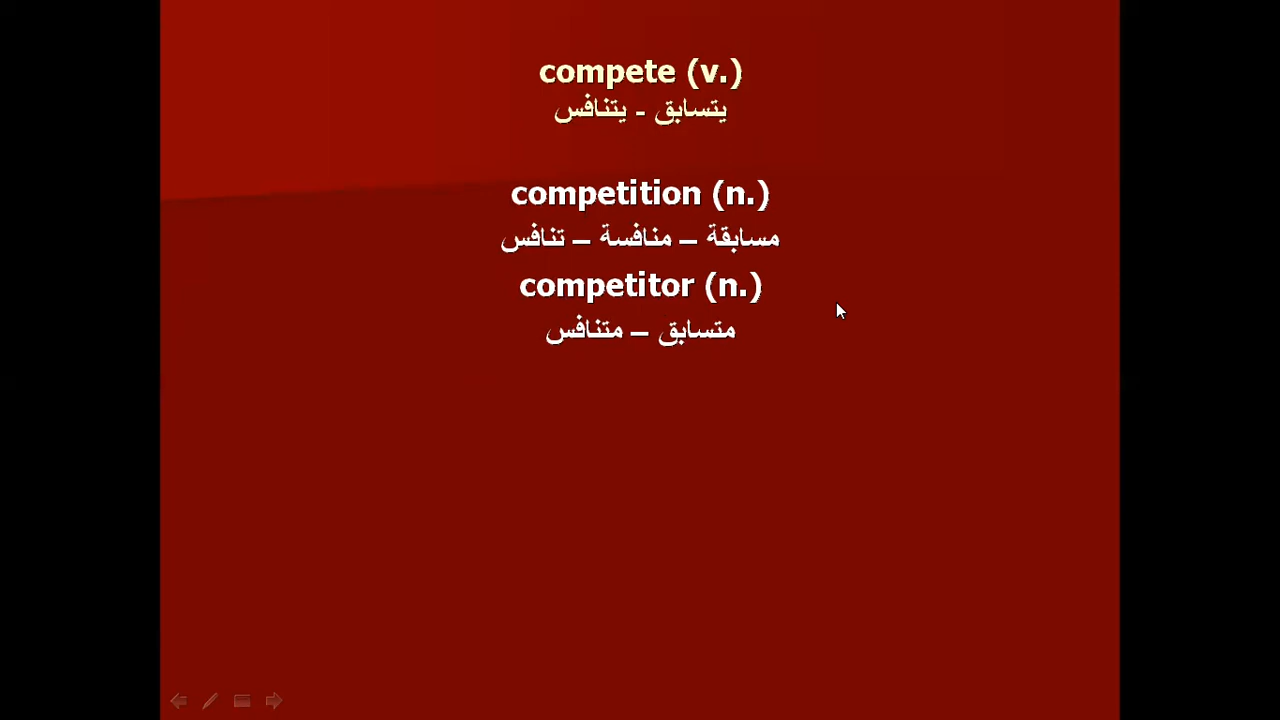 compete (v.)
يتسابق - يتنافس
competition (n.)
مسابقة – منافسة – تنافس
competitor (n.)
متسابق – متنافس